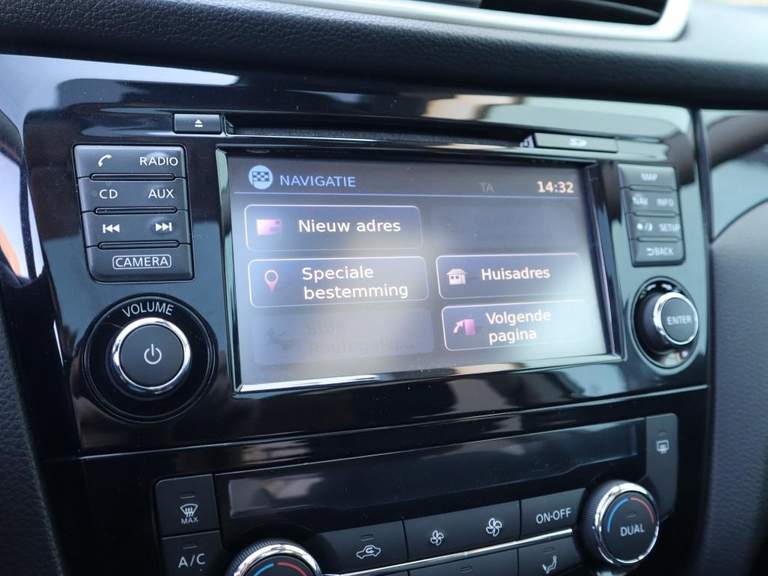 RADIO
CD AUX
CAMERA
VOLUME
NAVIGATIE TA 14:32
Nieuw adres
Speciale
bestemming
Huisadres
Volgende
pagina
MAP
NAV INFO
SETUP
BACK
ENTER
MAX
A/C
ON-OFF
DUAL